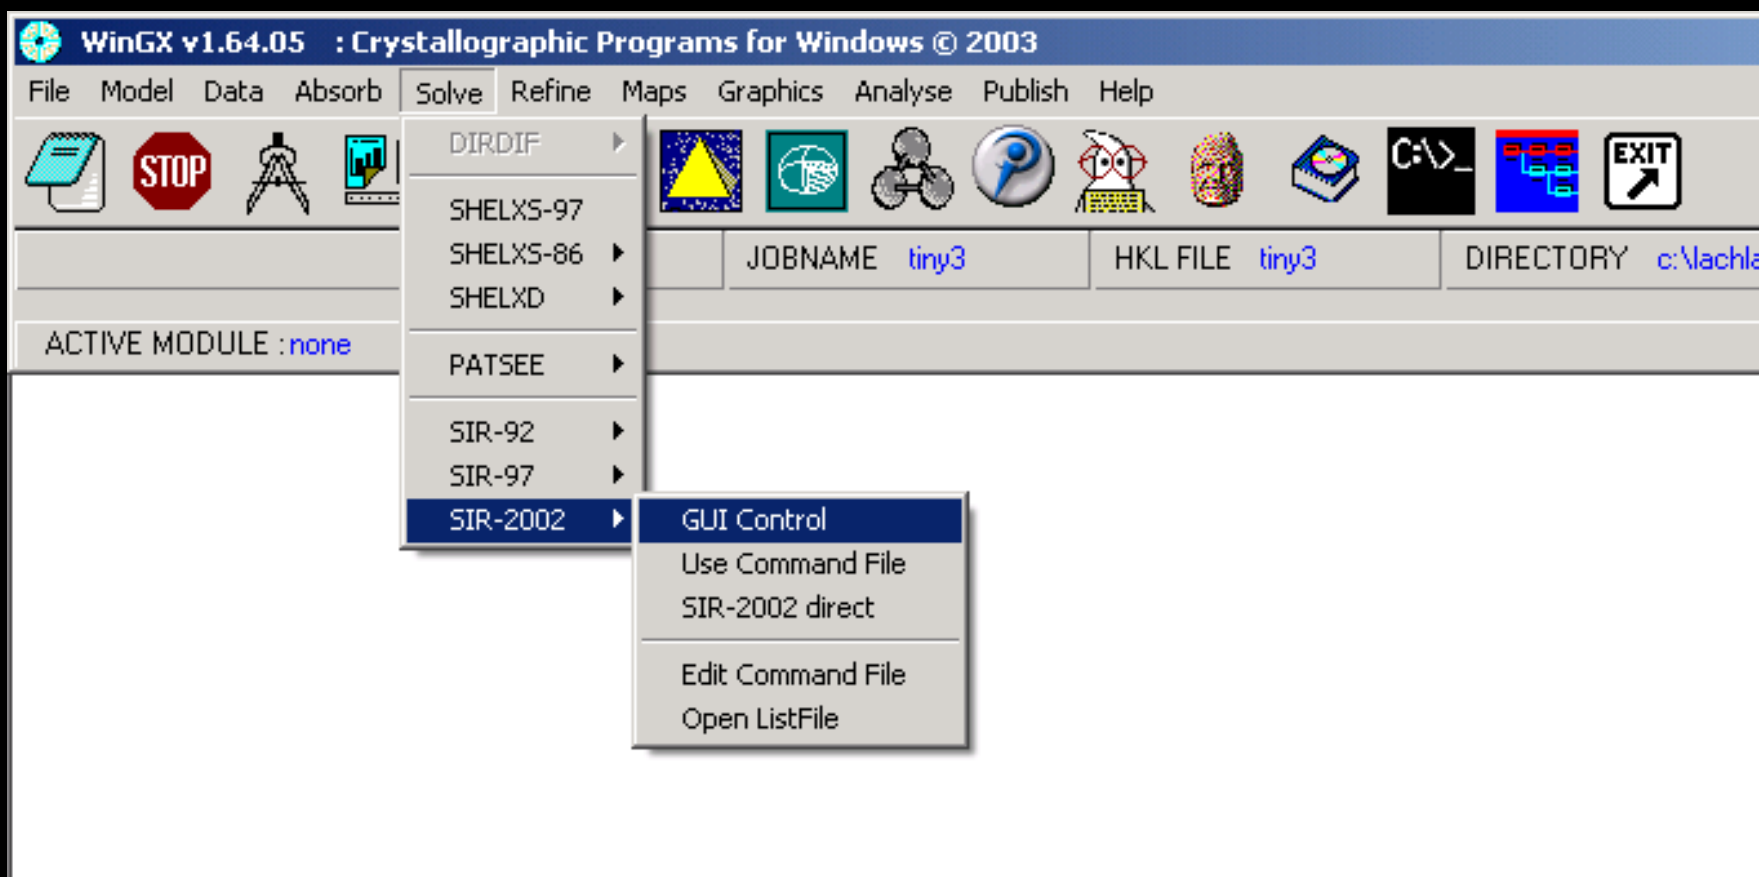 WinGX v1.64.05 : Crystallographic Programs for Windows © 2003
File Model Data Absorb Solve Refine Maps Graphics Analyse Publish Help
STOP C:\>_ EXIT
JOBNAME tiny3 HKL FILE tiny3 DIRECTORY c:\lachla
ACTIVE MODULE : none
DIRDIF
SHELXS-97
SHELXS-86
SHELXD
PATSEE
SIR-92
SIR-97
SIR-2002
GUI Control
Use Command File
SIR-2002 direct
Edit Command File
Open ListFile